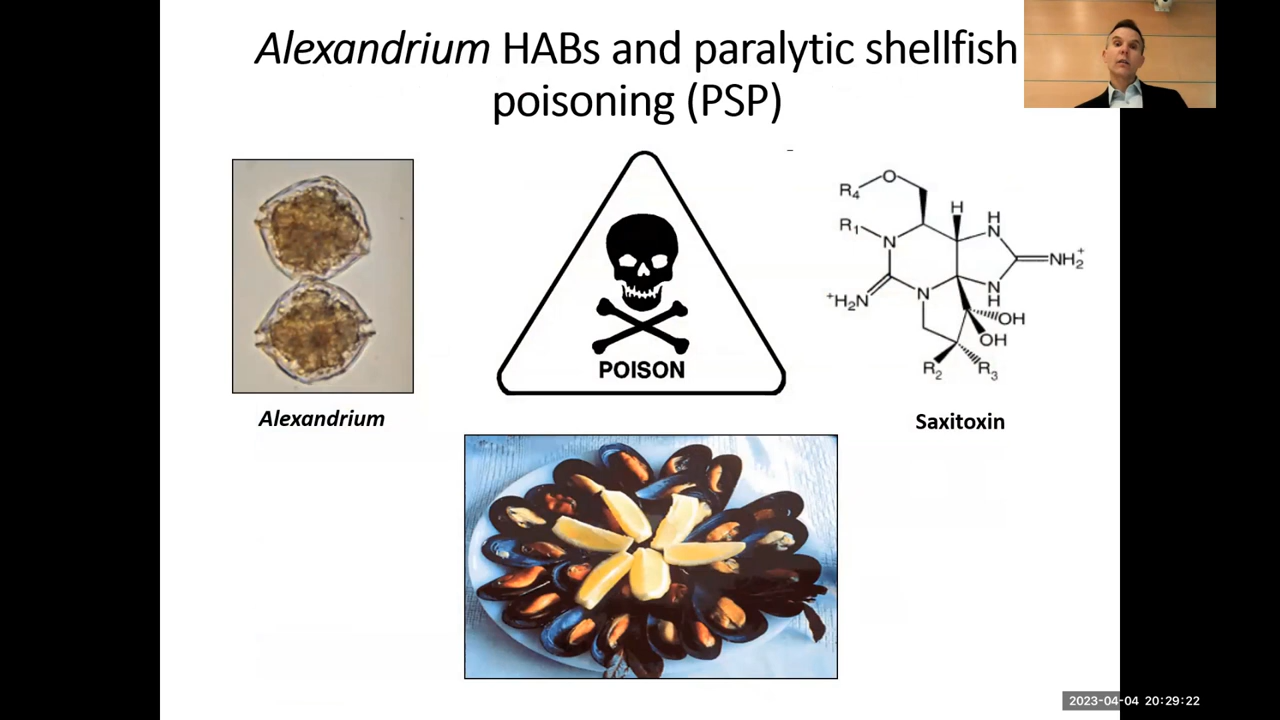 Alexandrium HABs and paralytic shellfish
poisoning (PSP)
R4
O
R1
N
H
H
N
NH2+
+H2N
N
N
H
OH
OH
R2
R3
POISON
Alexandrium
Saxitoxin
2023-04-04 20:29:22